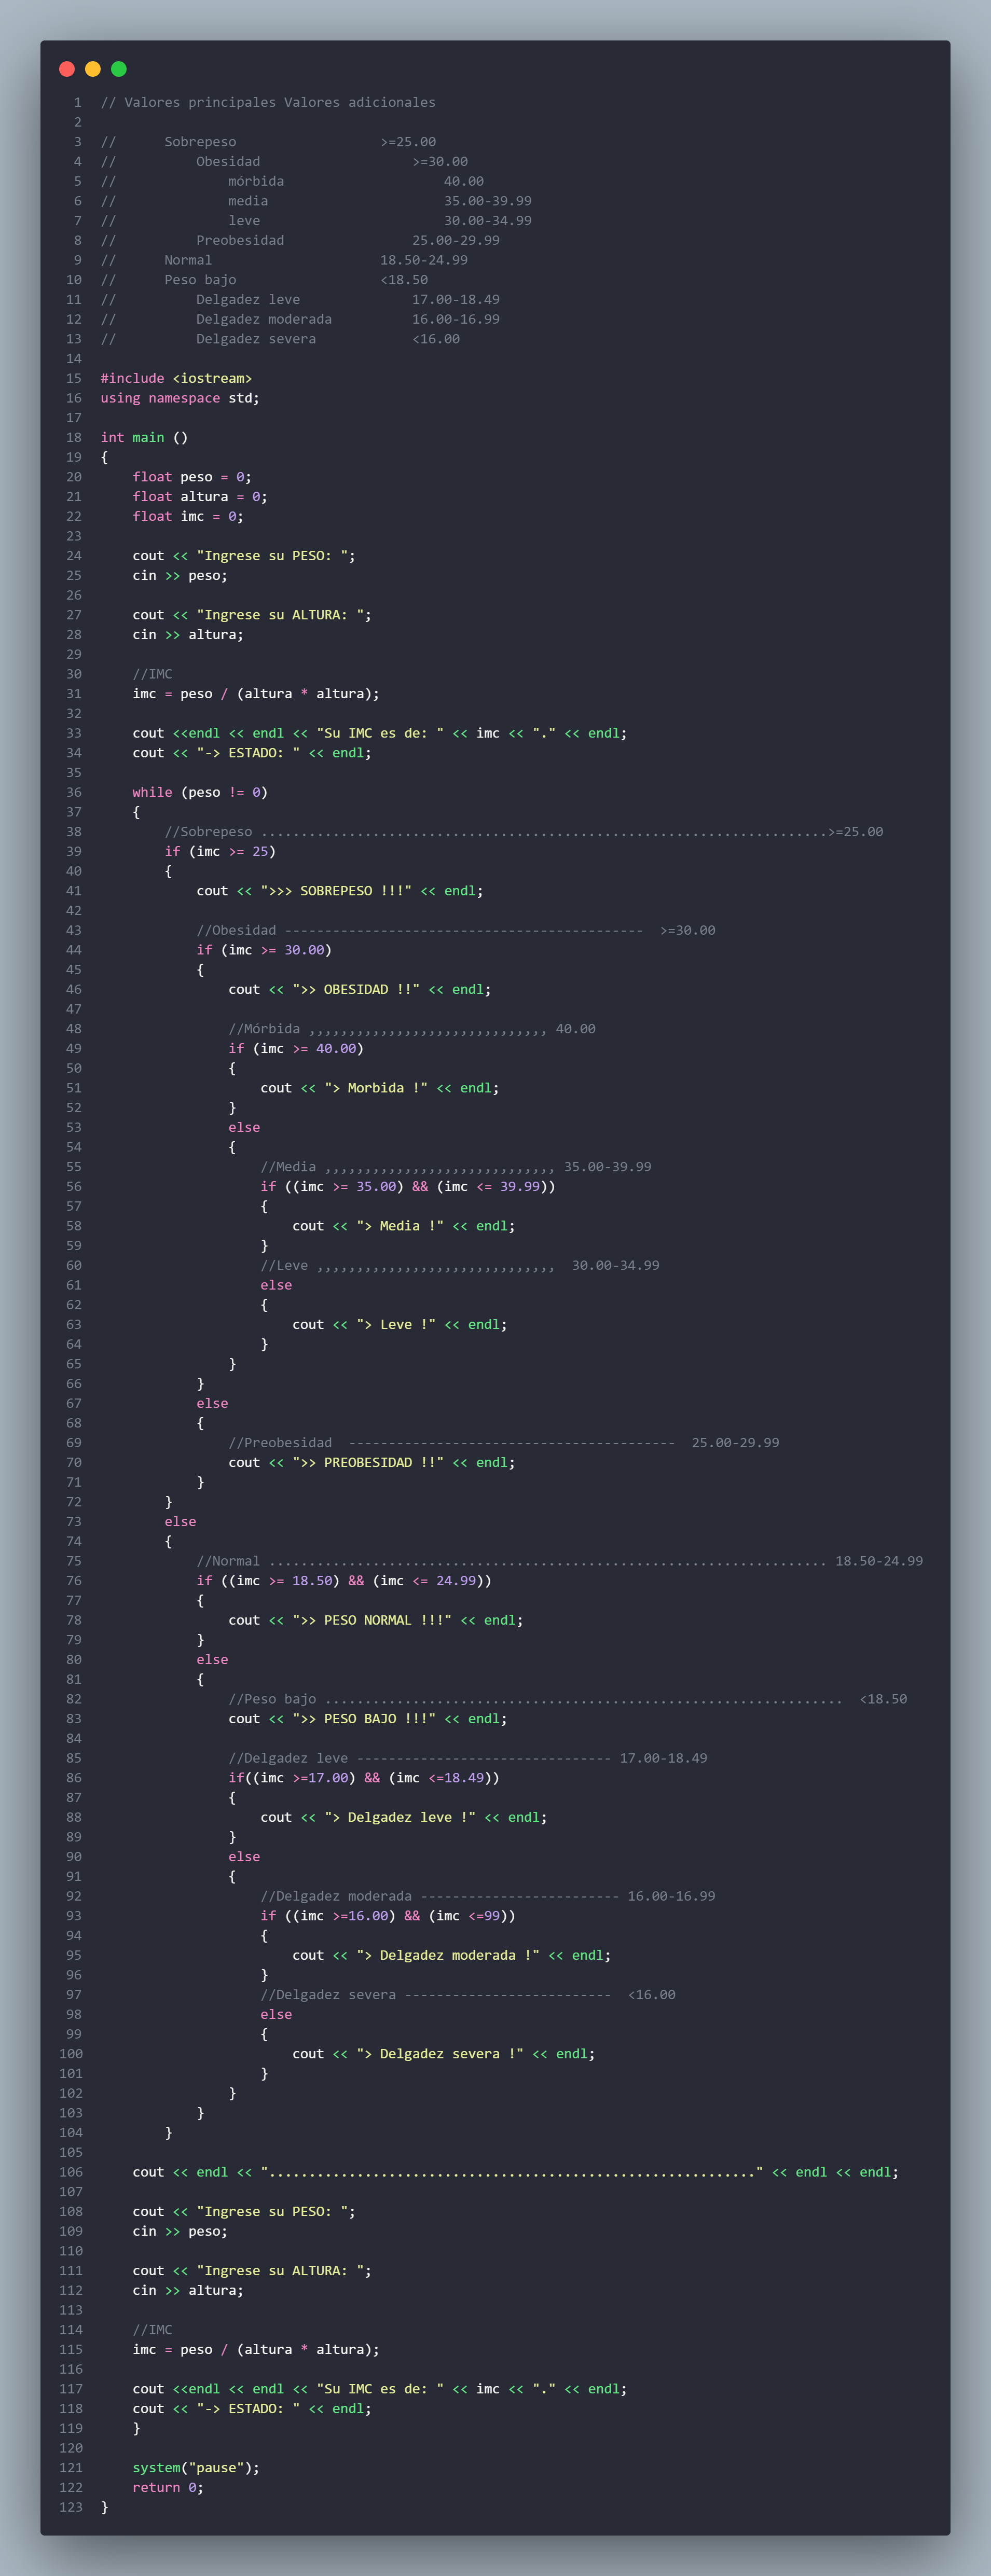 1 // Valores principales Valores adicionales
2
3 //      Sobrepeso                  >=25.00
4 //          Obesidad                   >=30.00
5 //              mórbida                    40.00
6 //              media                      35.00-39.99
7 //              leve                       30.00-34.99
8 //          Preobesidad                25.00-29.99
9 //      Normal                     18.50-24.99
10 //      Peso bajo                  <18.50
11 //          Delgadez leve              17.00-18.49
12 //          Delgadez moderada          16.00-16.99
13 //          Delgadez severa            <16.00
14
15 #include <iostream>
16 using namespace std;
17
18 int main ()
19 {
20     float peso = 0;
21     float altura = 0;
22     float imc = 0;
23
24     cout << "Ingrese su PESO: ";
25     cin >> peso;
26
27     cout << "Ingrese su ALTURA: ";
28     cin >> altura;
29
30     //IMC
31     imc = peso / (altura * altura);
32
33     cout <<endl << endl << "Su IMC es de: " << imc << "." << endl;
34     cout << "-> ESTADO: " << endl;
35
36     while (peso != 0)
37     {
38         //Sobrepeso .......................................................................>=25.00
39         if (imc >= 25)
40         {
41             cout << ">>> SOBREPESO !!!" << endl;
42
43             //Obesidad ---------------------------------------------  >=30.00
44             if (imc >= 30.00)
45             {
46                 cout << ">> OBESIDAD !!" << endl;
47
48                 //Mórbida ,,,,,,,,,,,,,,,,,,,,,,,,,,,,,, 40.00
49                 if (imc >= 40.00)
50                 {
51                     cout << "> Morbida !" << endl;
52                 }
53                 else
54                 {
55                     //Media ,,,,,,,,,,,,,,,,,,,,,,,,,,,,, 35.00-39.99
56                     if ((imc >= 35.00) && (imc <= 39.99))
57                     {
58                         cout << "> Media !" << endl;
59                     }
60                     //Leve ,,,,,,,,,,,,,,,,,,,,,,,,,,,,,,  30.00-34.99
61                     else
62                     {
63                         cout << "> Leve !" << endl;
64                     }
65                 }
66             }
67             else
68             {
69                 //Preobesidad  -----------------------------------------  25.00-29.99
70                 cout << ">> PREOBESIDAD !!" << endl;
71             }
72         }
73         else
74         {
75             //Normal ...................................................................... 18.50-24.99
76             if ((imc >= 18.50) && (imc <= 24.99))
77             {
78                 cout << ">> PESO NORMAL !!!" << endl;
79             }
80             else
81             {
82                 //Peso bajo .................................................................  <18.50
83                 cout << ">> PESO BAJO !!!" << endl;
84
85                 //Delgadez leve -------------------------------- 17.00-18.49
86                 if((imc >=17.00) && (imc <=18.49))
87                 {
88                     cout << "> Delgadez leve !" << endl;
89                 }
90                 else
91                 {
92                     //Delgadez moderada ------------------------- 16.00-16.99
93                     if ((imc >=16.00) && (imc <=99))
94                     {
95                         cout << "> Delgadez moderada !" << endl;
96                     }
97                     //Delgadez severa --------------------------  <16.00
98                     else
99                     {
100                         cout << "> Delgadez severa !" << endl;
101                     }
102                 }
103             }
104         }
105
106     cout << endl << "............................................................." << endl << endl;
107
108     cout << "Ingrese su PESO: ";
109     cin >> peso;
110
111     cout << "Ingrese su ALTURA: ";
112     cin >> altura;
113
114     //IMC
115     imc = peso / (altura * altura);
116
117     cout <<endl << endl << "Su IMC es de: " << imc << "." << endl;
118     cout << "-> ESTADO: " << endl;
119     }
120
121     system("pause");
122     return 0;
123 }